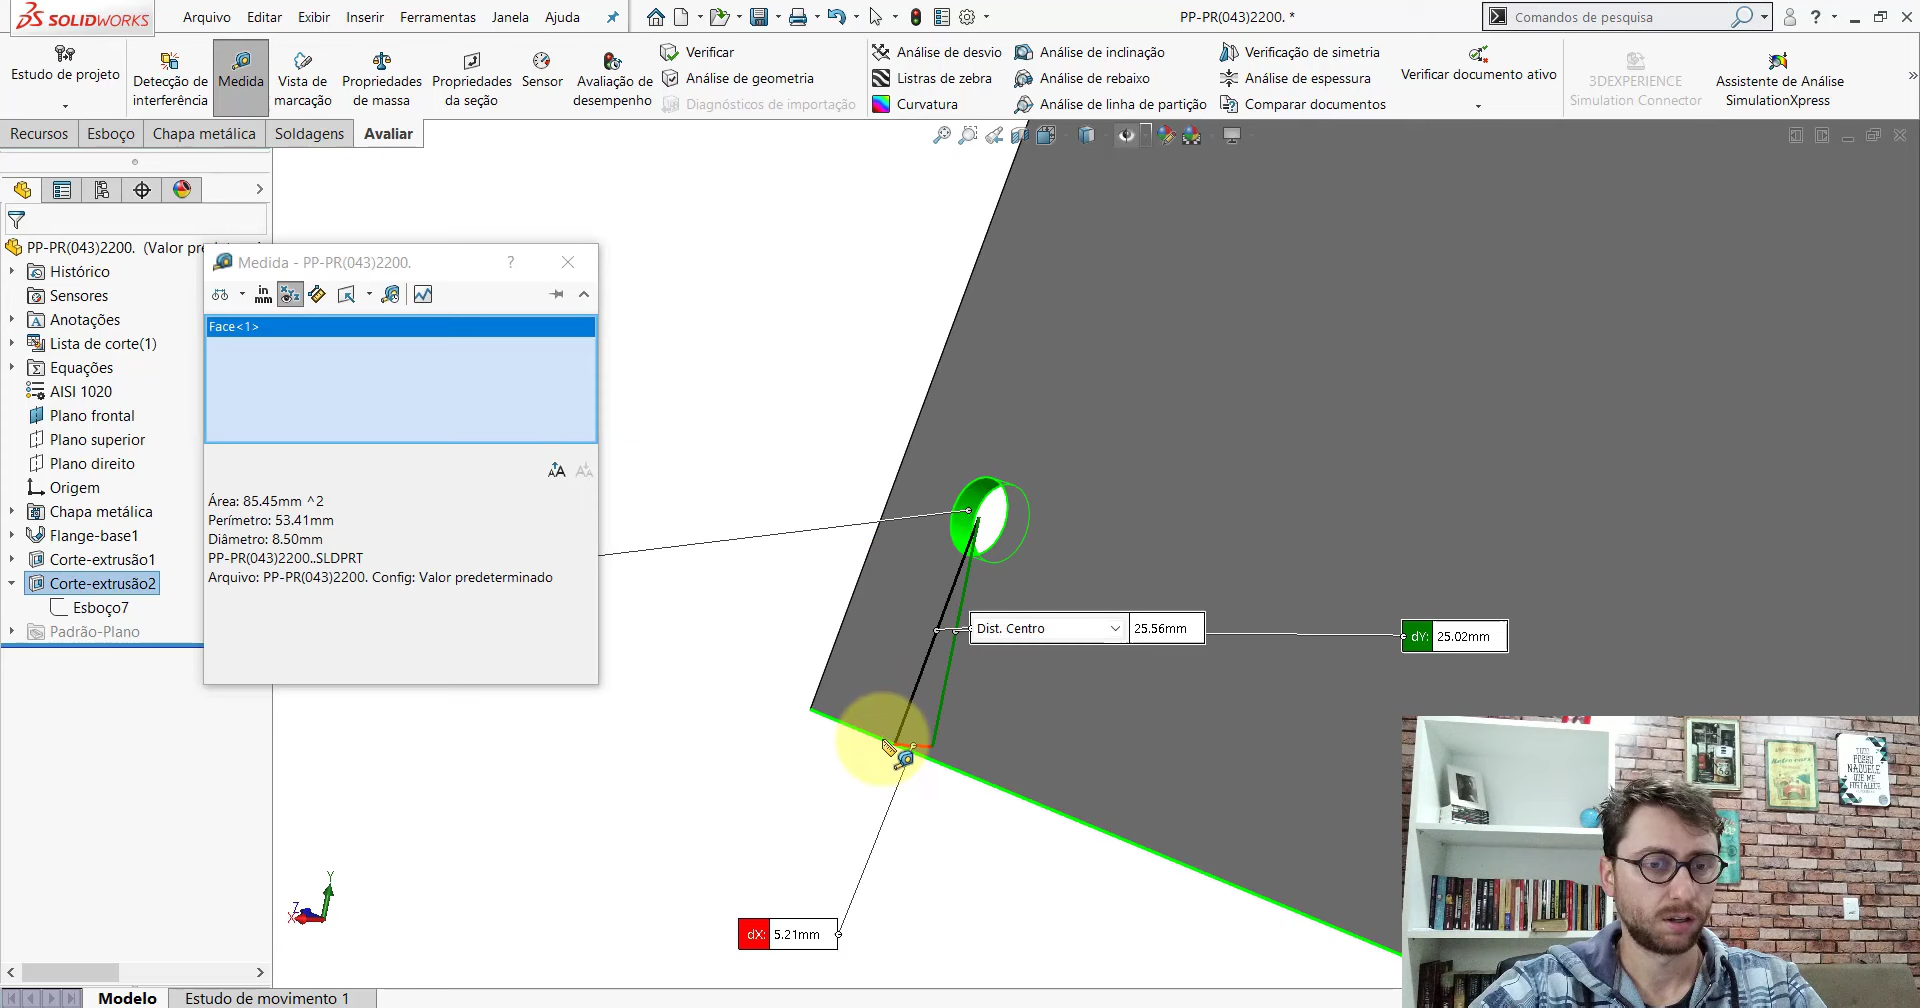 SOLIDWORKS
Arquivo
Editar
Exibir
Inserir
Ferramentas
Janela
Ajuda
PP-PR(043)2200. *
Comandos de pesquisa
Estudo de projeto
Detecção de
interferência
Medida
Vista de
marcação
Propriedades
de massa
Propriedades
da seção
Sensor
Avaliação de
desempenho
Verificar
Análise de geometria
Diagnósticos de importação
Análise de desvio
Listras de zebra
Curvatura
Análise de inclinação
Análise de rebaixo
Análise de linha de partição
Verificação de simetria
Análise de espessura
Comparar documentos
Verificar documento ativo
3DEXPERIENCE
Simulation Connector
Assistente de Análise
SimulationXpress
Recursos
Esboço
Chapa metálica
Soldagens
Avaliar
PP-PR(043)2200. (Valor pre
Histórico
Sensores
Anotações
Lista de corte(1)
Equações
AISI 1020
Plano frontal
Plano superior
Plano direito
Origem
Chapa metálica
Flange-base1
Corte-extrusão1
Corte-extrusão2
Esboço7
Padrão-Plano
Medida - PP-PR(043)2200.
?
in
mm
Face<1>
Área: 85.45mm ^2
Perímetro: 53.41mm
Diâmetro: 8.50mm
PP-PR(043)2200..SLDPRT
Arquivo: PP-PR(043)2200. Config: Valor predeterminado
Dist. Centro 25.56mm
dY: 25.02mm
dX: 5.21mm
Y
Z
X
POSSO
NAQUELE
QUE ME
FORTALECE
Modelo
Estudo de movimento 1